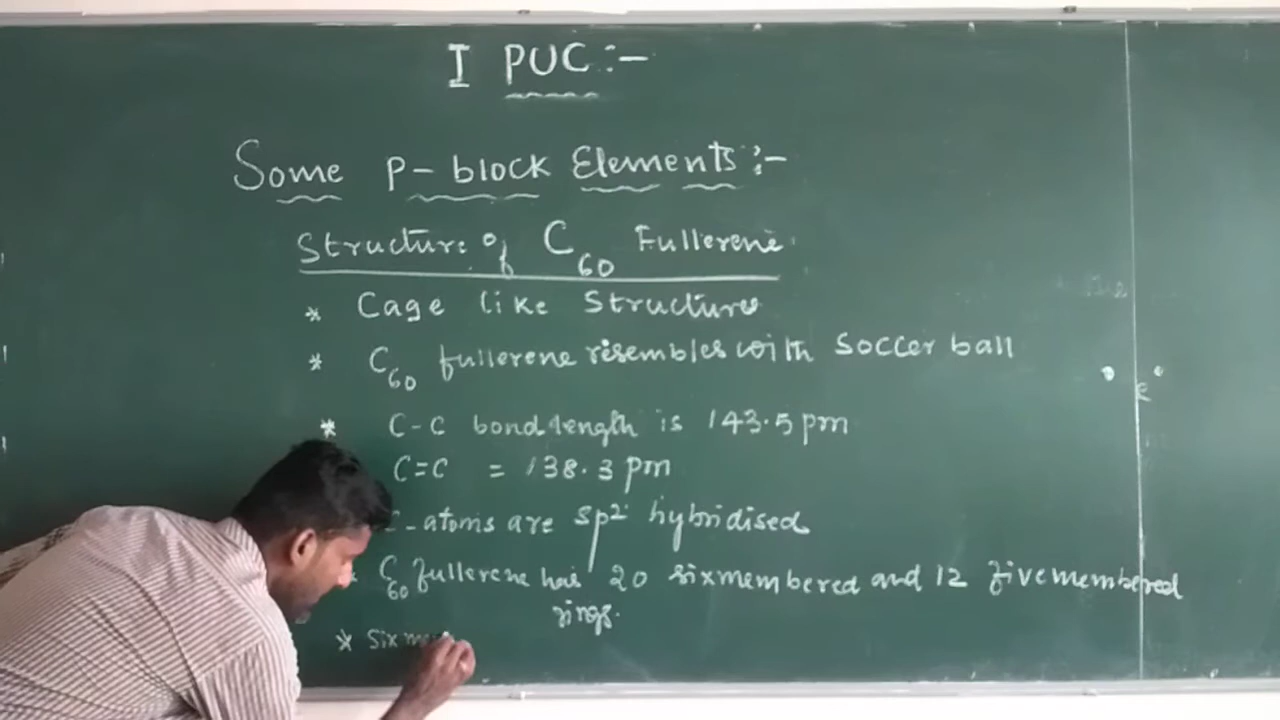 I PUC :-
Some P-block Elements :-
Structure of C60 Fullerene
* Cage like Structure
* C60 fullerene resembles with Soccer ball
* C-C bond length is 143.5 pm
C=C = 138.3 pm
C-atoms are sp2 hybridised
* C60 fullerene has 20 sixmembered and 12 fivemembered
rings.
* Six mem